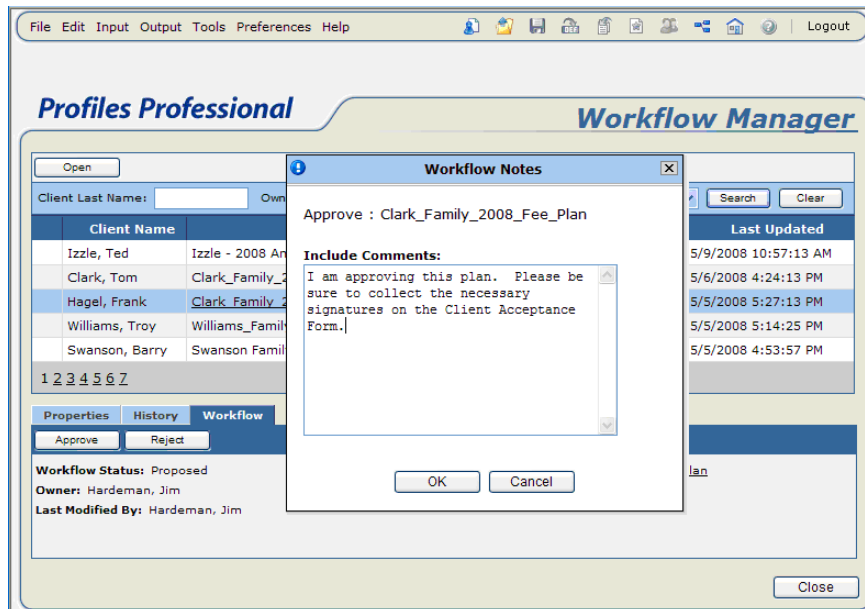 File Edit Input Output Tools Preferences Help Logout
Profiles Professional
Workflow Manager
Open
Client Last Name: Own Search Clear
Client Name Last Updated
Izzle, Ted Izzle - 2008 An 5/9/2008 10:57:13 AM
Clark, Tom Clark_Family_2 5/6/2008 4:24:13 PM
Hagel, Frank Clark_Family_2 5/5/2008 5:27:13 PM
Williams, Troy Williams_Family 5/5/2008 5:14:25 PM
Swanson, Barry Swanson Famil 5/5/2008 4:53:57 PM
1 2 3 4 5 6 7
Workflow Notes
Approve : Clark_Family_2008_Fee_Plan
Include Comments:
I am approving this plan.  Please be
sure to collect the necessary
signatures on the Client Acceptance
Form.
OK Cancel
Properties History Workflow
Approve Reject
Workflow Status: Proposed lan
Owner: Hardeman, Jim
Last Modified By: Hardeman, Jim
Close